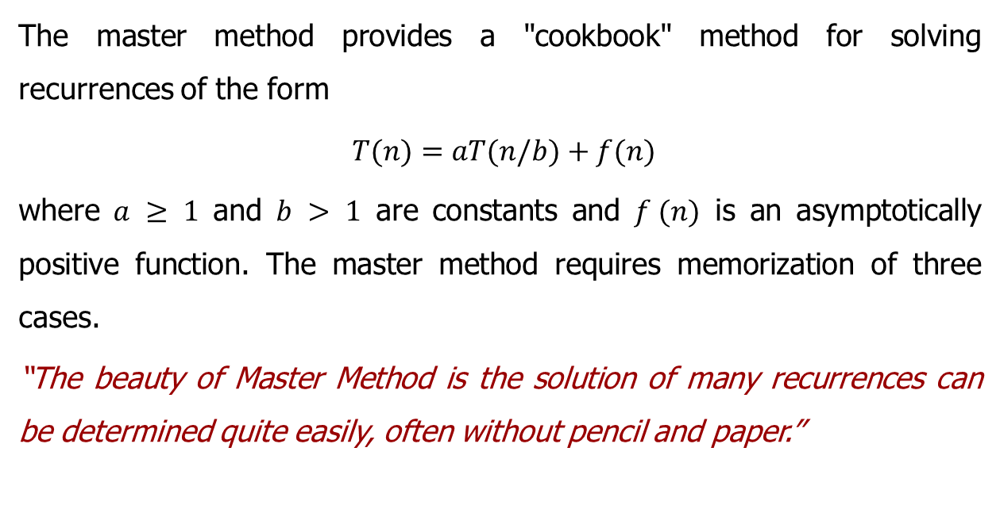 The master method provides a "cookbook" method for solving
recurrences of the form
T(n) = aT(n/b) + f(n)
where a ≥ 1 and b > 1 are constants and f (n) is an asymptotically
positive function. The master method requires memorization of three
cases.
"The beauty of Master Method is the solution of many recurrences can
be determined quite easily, often without pencil and paper.”